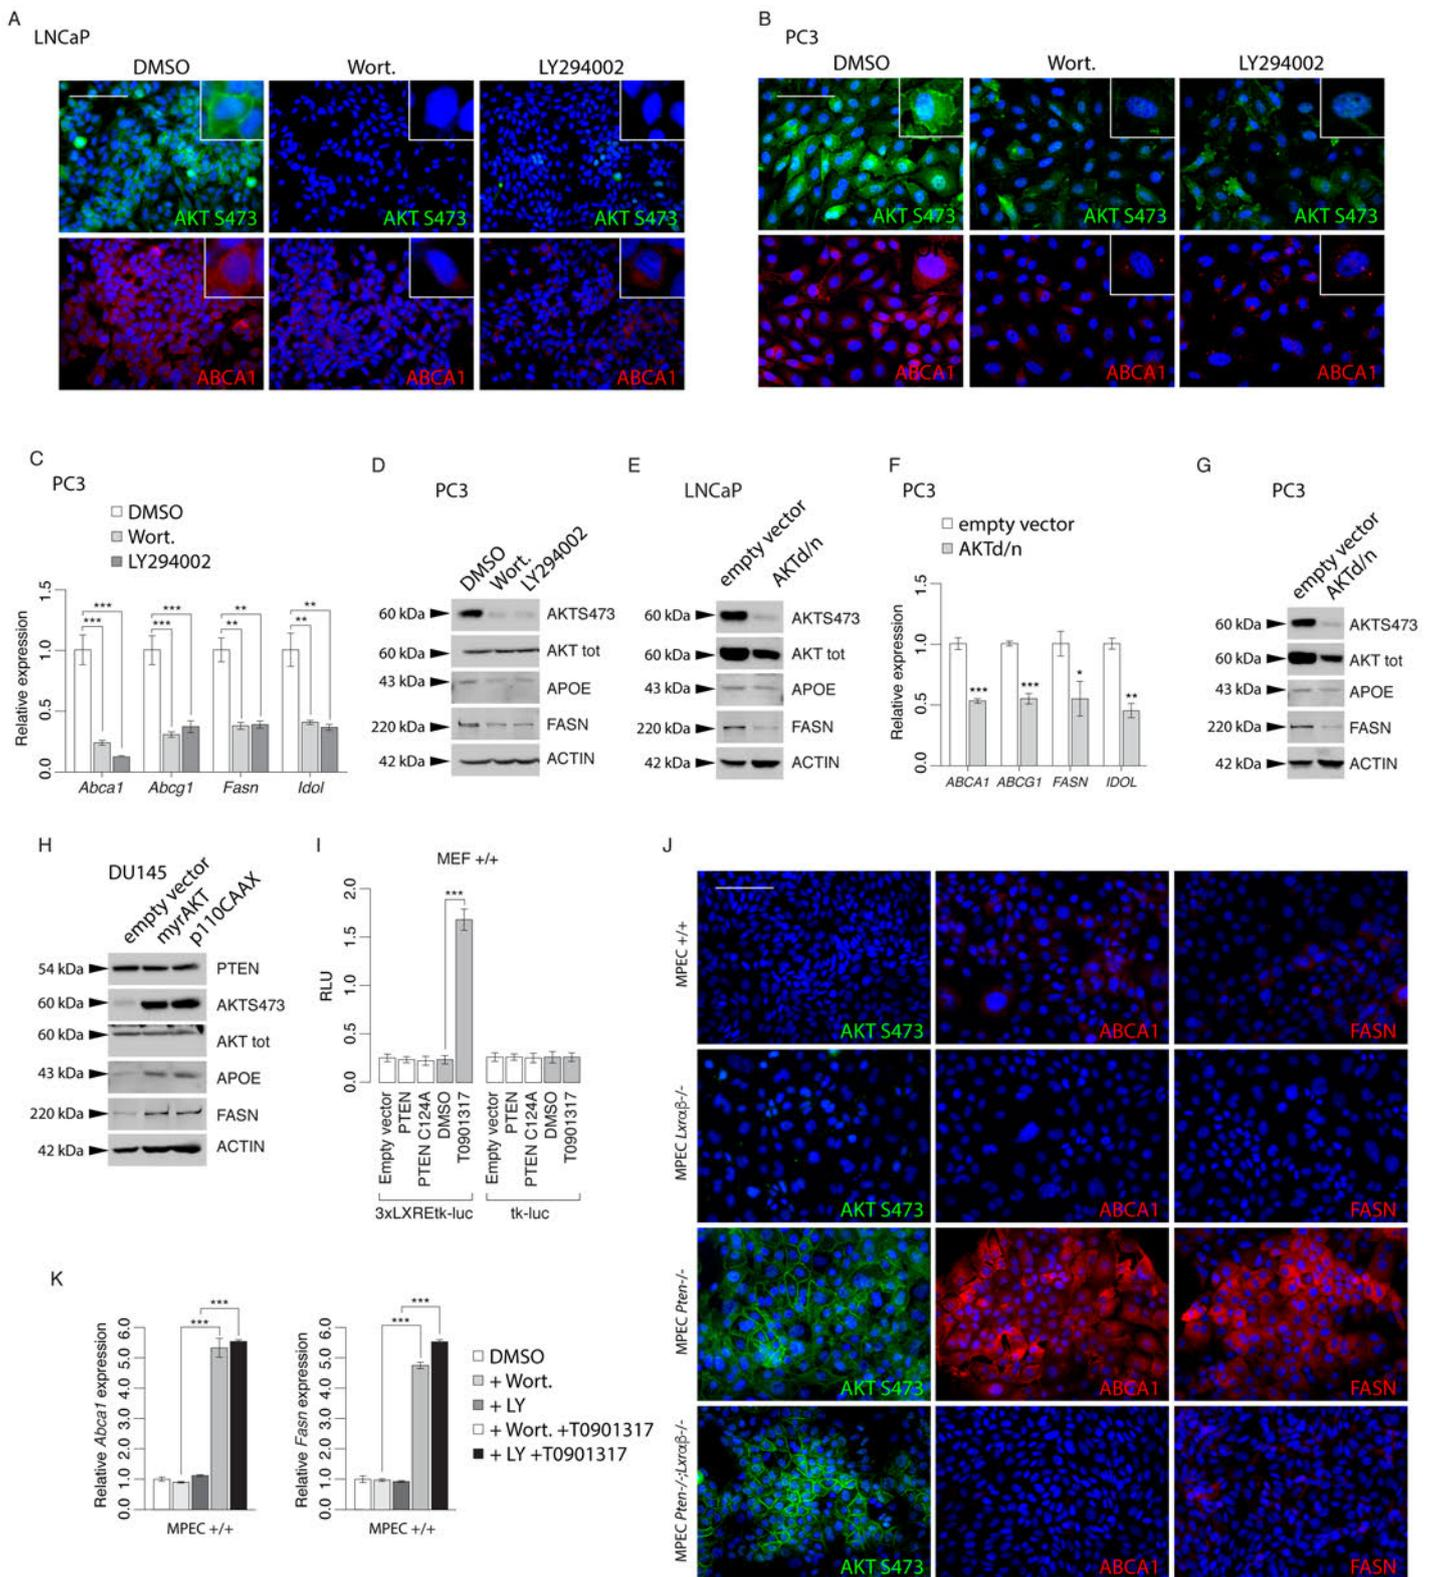 A
LNCaP
DMSO Wort. LY294002
AKT S473 AKT S473 AKT S473
ABCA1 ABCA1 ABCA1
B
PC3
DMSO Wort. LY294002
AKT S473 AKT S473 AKT S473
ABCA1 ABCA1 ABCA1
C
PC3
DMSO
Wort.
LY294002
Relative expression
1.5
1.0
0.5
0.0
*** *** ** **
*** *** ** **
Abca1 Abcg1 Fasn Idol
D
PC3
DMSO Wort. LY294002
60 kDa AKTS473
60 kDa AKT tot
43 kDa APOE
220 kDa FASN
42 kDa ACTIN
E
LNCaP
empty vector AKTd/n
60 kDa AKTS473
60 kDa AKT tot
43 kDa APOE
220 kDa FASN
42 kDa ACTIN
F
PC3
empty vector
AKTd/n
Relative expression
1.5
1.0
0.5
0.0
*** *** * **
ABCA1 ABCG1 FASN IDOL
G
PC3
empty vector AKTd/n
60 kDa AKTS473
60 kDa AKT tot
43 kDa APOE
220 kDa FASN
42 kDa ACTIN
H
DU145
empty vector myrAKT p110CAAX
54 kDa PTEN
60 kDa AKTS473
60 kDa AKT tot
43 kDa APOE
220 kDa FASN
42 kDa ACTIN
I
MEF +/+
RLU
2.0
1.5
1.0
0.5
0.0
***
Empty vector PTEN PTEN C124A DMSO T0901317 Empty vector PTEN PTEN C124A DMSO T0901317
3xLXREtk-luc tk-luc
J
MPEC +/+
AKT S473 ABCA1 FASN
MPEC Lxrαβ-/-
AKT S473 ABCA1 FASN
MPEC Pten-/-
AKT S473 ABCA1 FASN
MPEC Pten-/-;Lxrαβ-/-
AKT S473 ABCA1 FASN
K
Relative Abca1 expression
6.0
5.0
4.0
3.0
2.0
1.0
0.0
***
***
MPEC +/+
Relative Fasn expression
6.0
5.0
4.0
3.0
2.0
1.0
0.0
***
***
MPEC +/+
DMSO
+ Wort.
+ LY
+ Wort. +T0901317
+ LY +T0901317